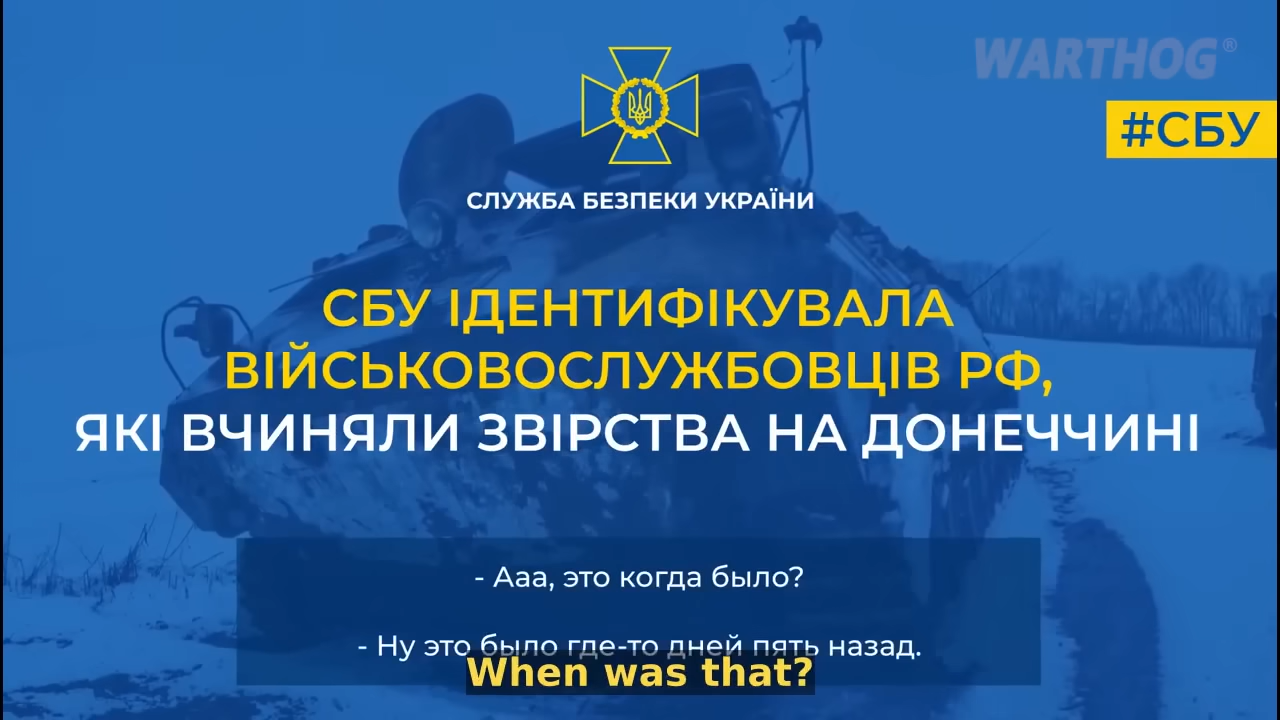 WARTHOG®
#СБУ
СЛУЖБА БЕЗПЕКИ УКРАЇНИ
СБУ ІДЕНТИФІКУВАЛА
ВІЙСЬКОВОСЛУЖБОВЦІВ РФ,
ЯКІ ВЧИНЯЛИ ЗВІРСТВА НА ДОНЕЧЧИНІ
- Ааа, это когда было?
- Ну это было где-то дней пять назад.
When was that?